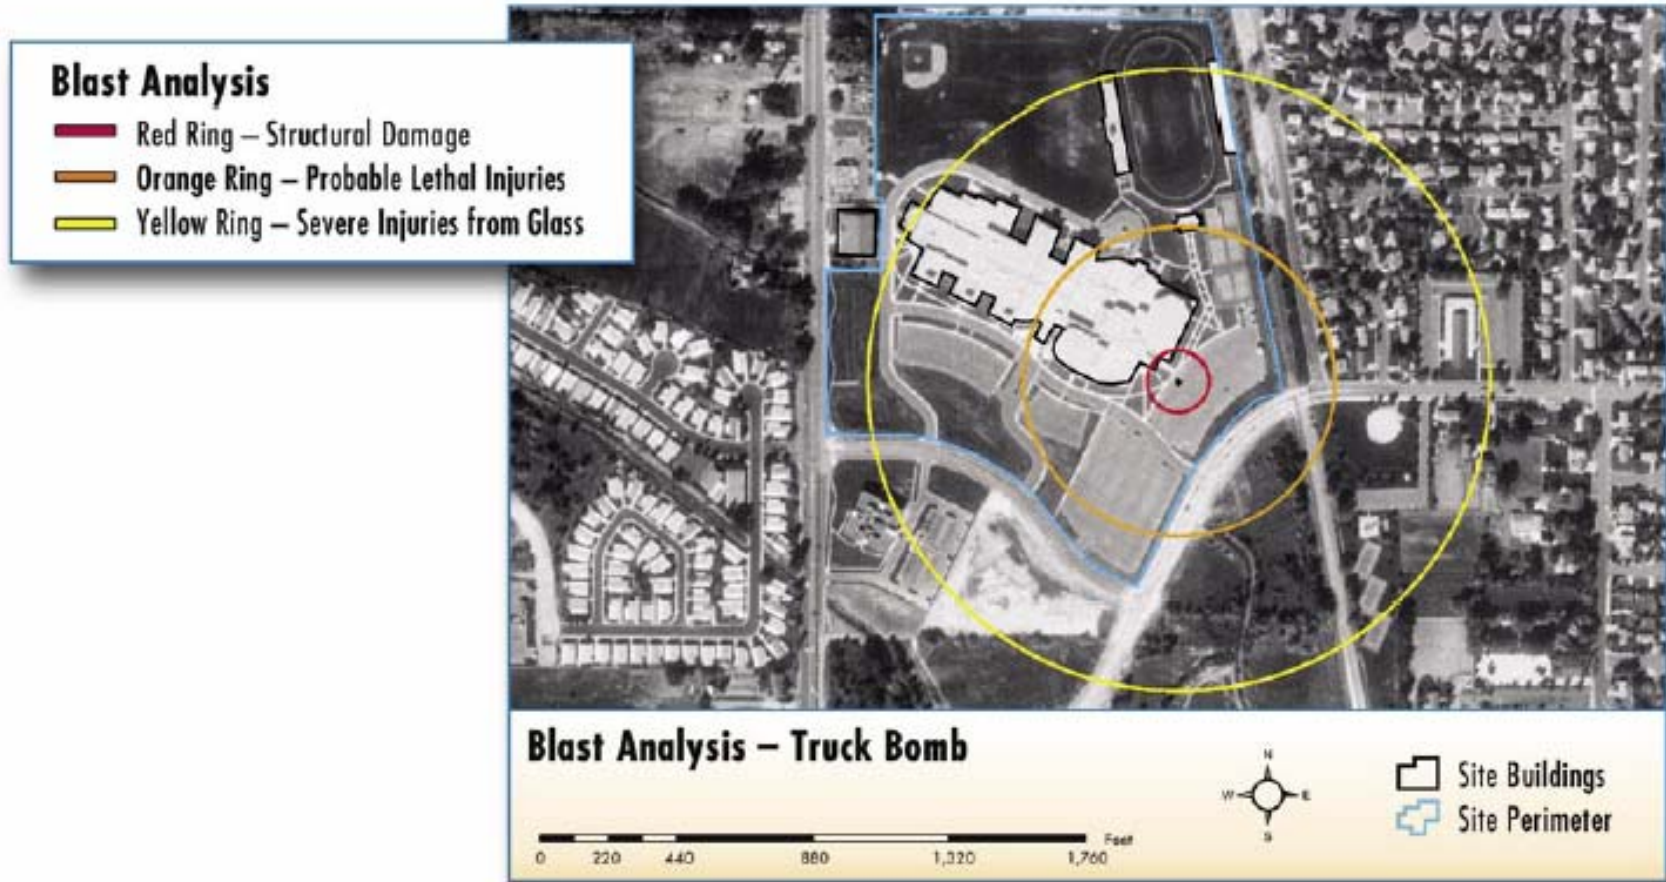 Blast Analysis
Red Ring – Structural Damage
Orange Ring – Probable Lethal Injuries
Yellow Ring – Severe Injuries from Glass
Blast Analysis – Truck Bomb
N
W E
S
0 220 440 880 1,320 1,760 Feet
Site Buildings
Site Perimeter